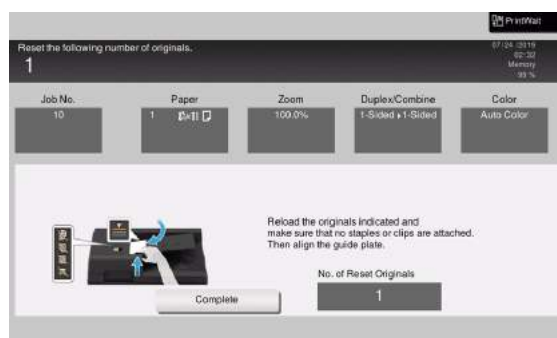 Print/Wait
Reset the following number of originals.
1
07/24/2019
02:32
Memory
99 %
Job No.
Paper
Zoom
Duplex/Combine
Color
10
1
100.0%
1-Sided▸1-Sided
Auto Color
Reload the originals indicated and
make sure that no staples or clips are attached.
Then align the guide plate.
No. of Reset Originals
Complete
1